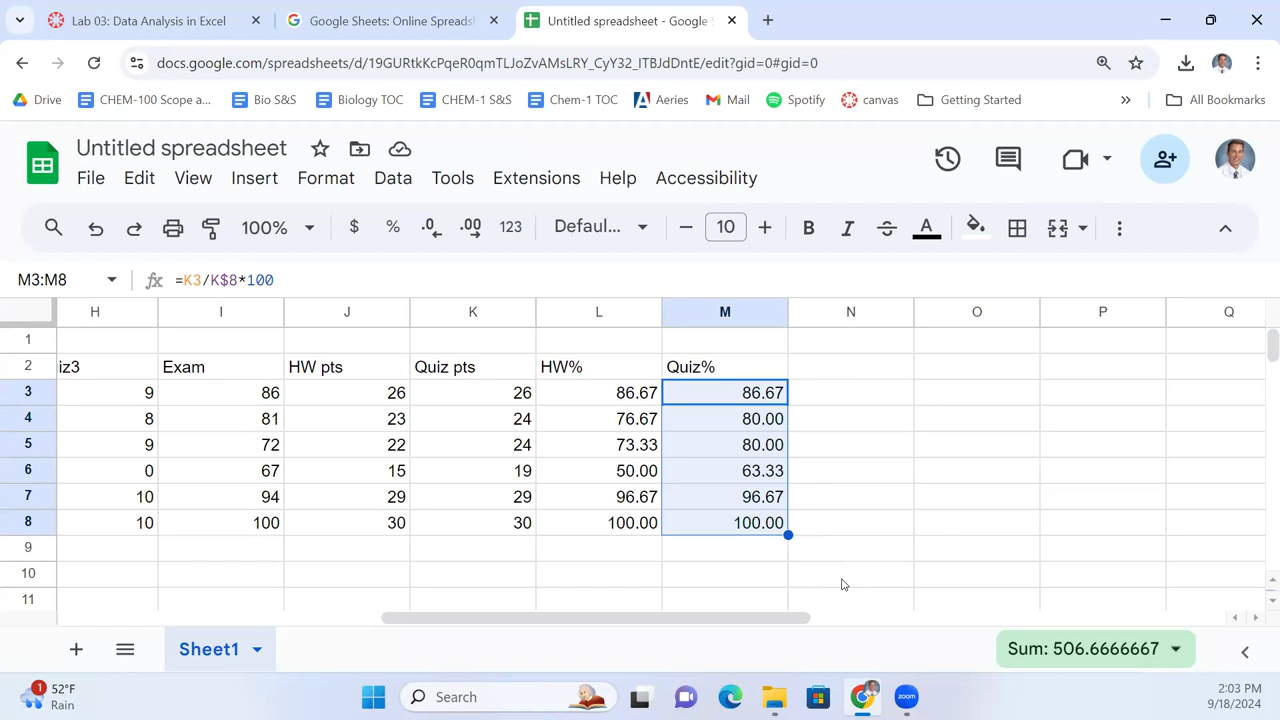 Lab 03: Data Analysis in Excel
Google Sheets: Online Spreads
Untitled spreadsheet - Google S
docs.google.com/spreadsheets/d/19GURtkKcPqeR0qmTLJoZvAMsLRY_CyY32_ITBJdDntE/edit?gid=0#gid=0
Drive
CHEM-100 Scope a...
Bio S&S
Biology TOC
CHEM-1 S&S
Chem-1 TOC
Aeries
Mail
Spotify
canvas
Getting Started
»
All Bookmarks
Untitled spreadsheet
File Edit View Insert Format Data Tools Extensions Help Accessibility
100% $ % .0 .00 123 Defaul... 10 B I S A
M3:M8 fx =K3/K$8*100
H I J K L M N O P Q
1
2 iz3 Exam HW pts Quiz pts HW% Quiz%
3 9 86 26 26 86.67 86.67
4 8 81 23 24 76.67 80.00
5 9 72 22 24 73.33 80.00
6 0 67 15 19 50.00 63.33
7 10 94 29 29 96.67 96.67
8 10 100 30 30 100.00 100.00
9
10
11
Sheet1
Sum: 506.6666667
1
52°F
Rain
Search
zoom
2:03 PM
9/18/2024